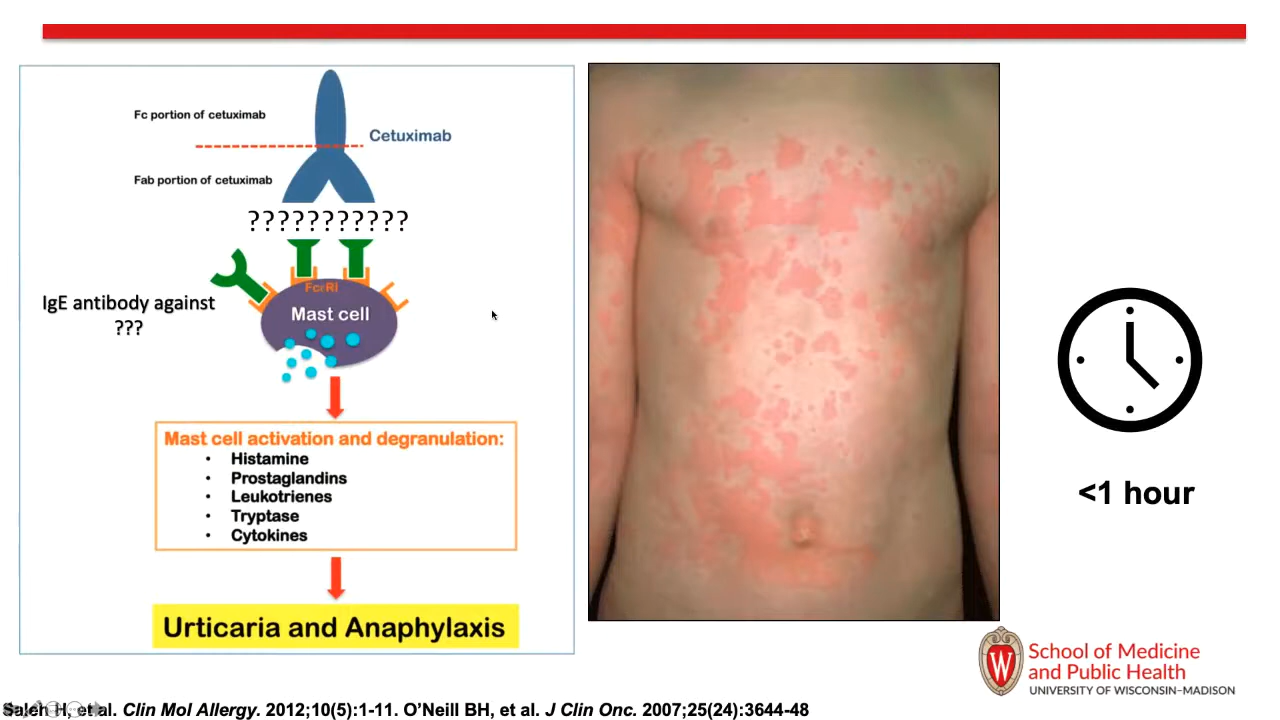 Fc portion of cetuximab
Cetuximab
Fab portion of cetuximab
???????????
IgE antibody against
???
FcεRI
Mast cell
Mast cell activation and degranulation:
• Histamine
• Prostaglandins
• Leukotrienes
• Tryptase
• Cytokines
Urticaria and Anaphylaxis
<1 hour
W
School of Medicine
and Public Health
UNIVERSITY OF WISCONSIN–MADISON
Saleh H, et al. Clin Mol Allergy. 2012;10(5):1-11. O’Neill BH, et al. J Clin Onc. 2007;25(24):3644-48